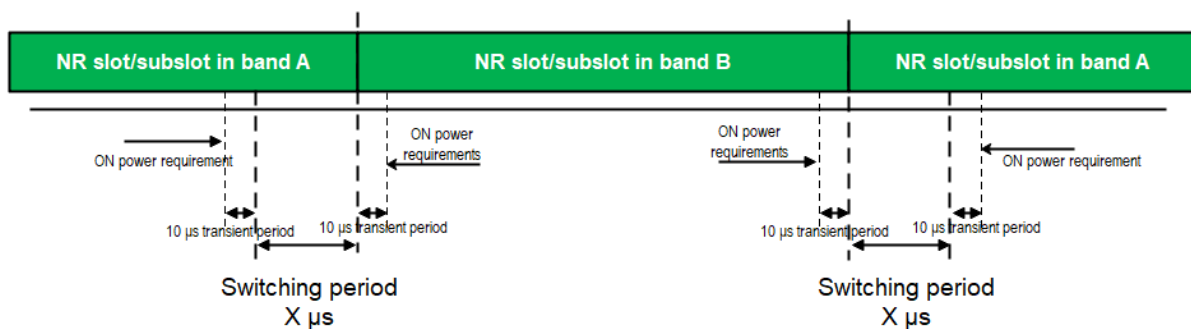 NR slot/subslot in band A
NR slot/subslot in band B
NR slot/subslot in band A
ON power requirement
ON power
requirements
ON power
requirements
ON power requirement
10 µs transient period
10 µs transient period
10 µs transient period
10 µs transient period
Switching period
X µs
Switching period
X µs